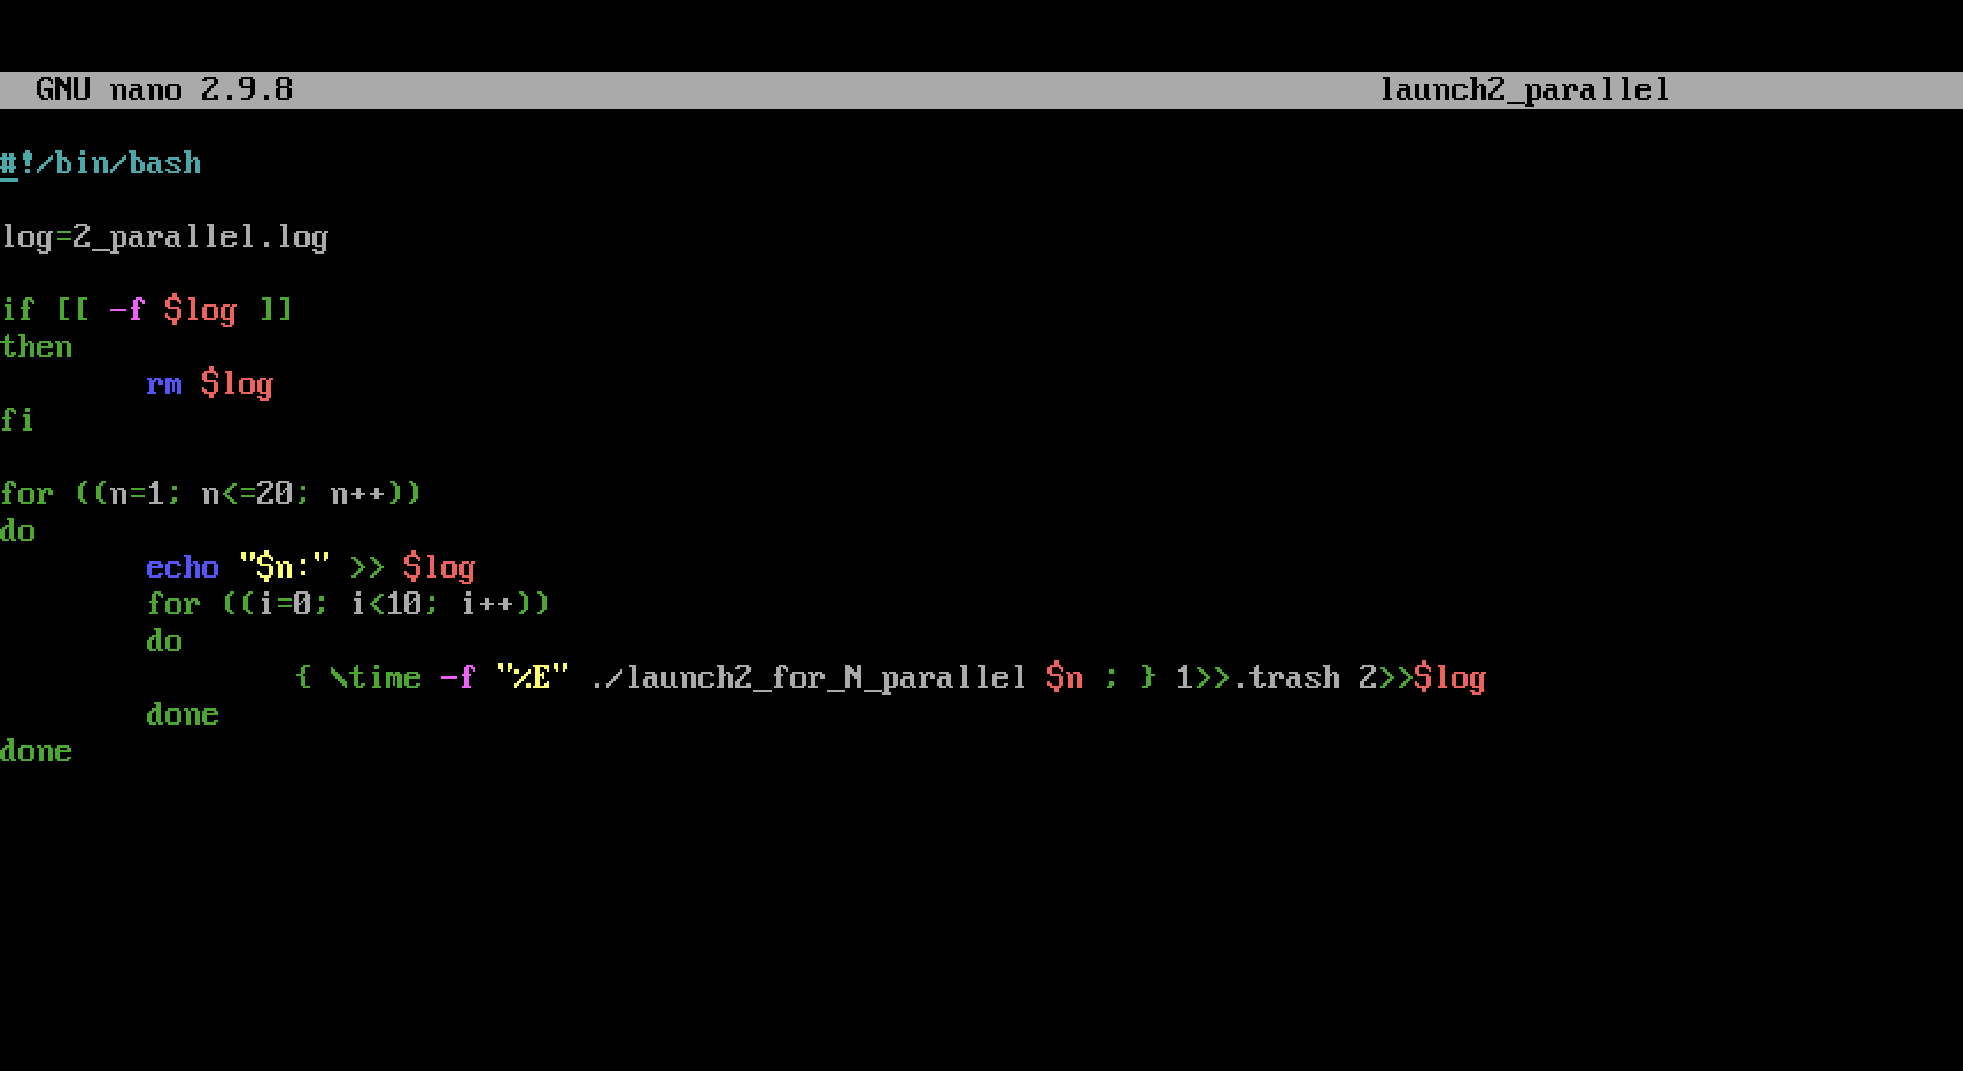 GNU nano 2.9.8 launch2_parallel
#!/bin/bash
log=2_parallel.log
if [[ -f $log ]]
then
rm $log
fi
for ((n=1; n<=20; n++))
do
echo "$n:" >> $log
for ((i=0; i<10; i++))
do
{ \time -f "%E" ./launch2_for_N_parallel $n ; } 1>>.trash 2>>$log
done
done